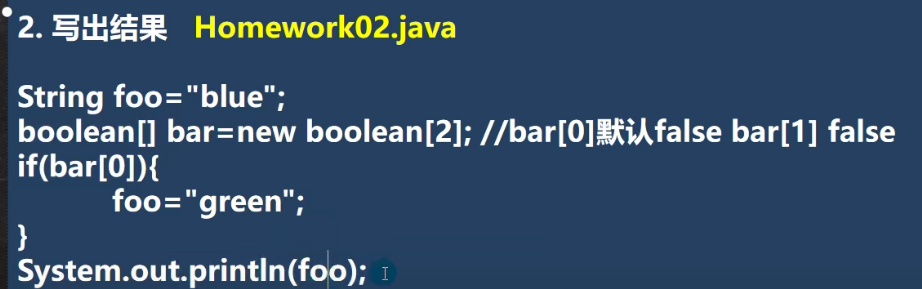 2. 写出结果 Homework02.java
String foo="blue";
boolean[] bar=new boolean[2]; //bar[0]默认false bar[1] false
if(bar[0]){
foo="green";
}
System.out.println(foo);